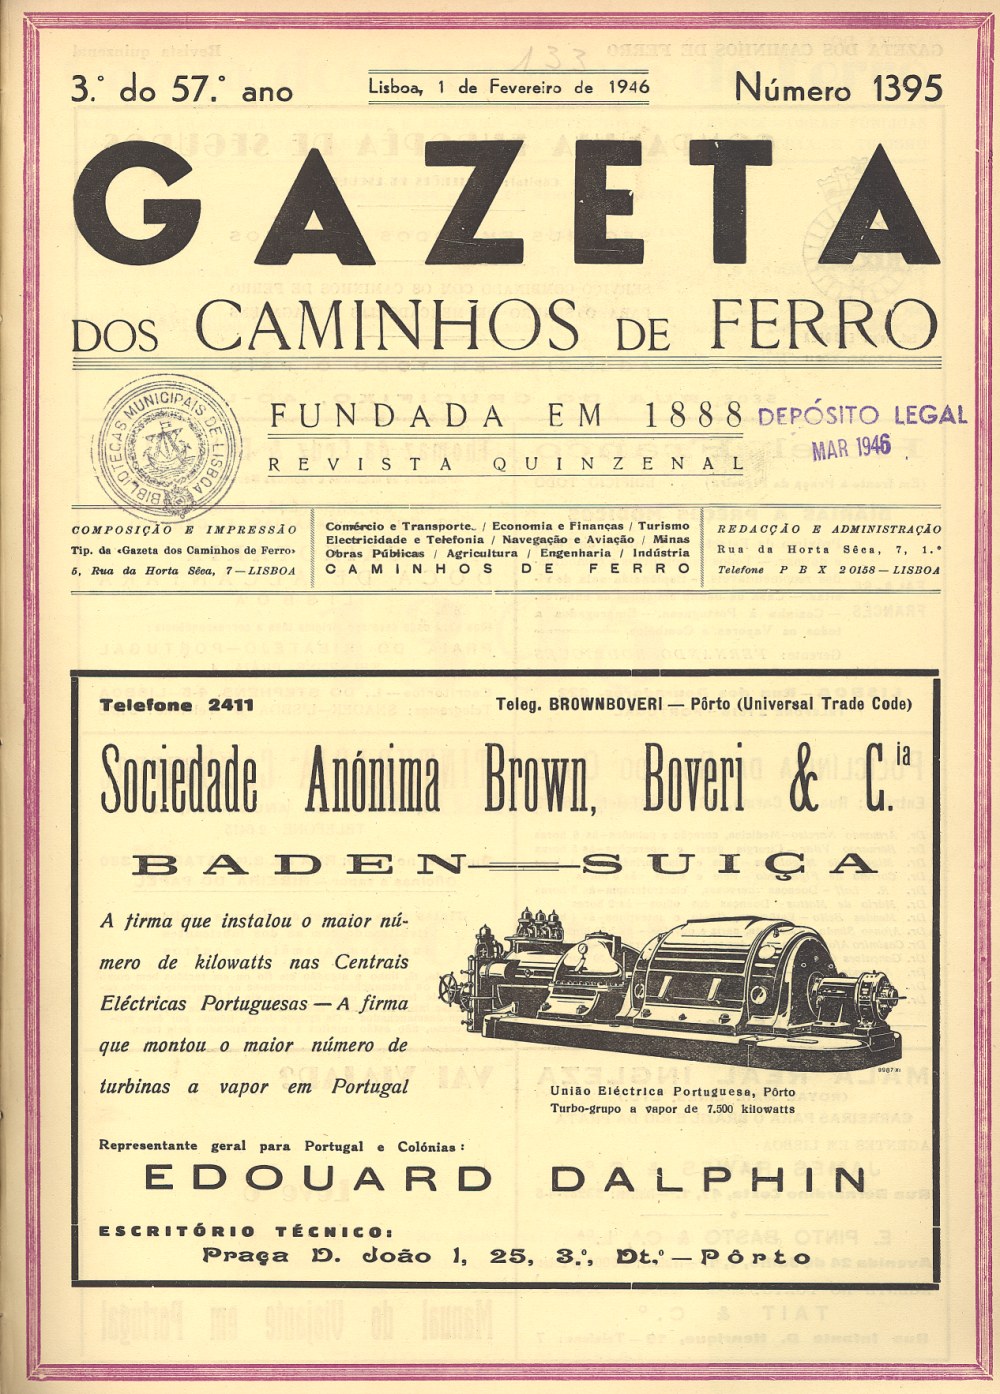 3.º do 57.º ano
Lisboa, 1 de Fevereiro de 1946
Número 1395
GAZETA
DOS CAMINHOS DE FERRO
FUNDADA EM 1888
REVISTA QUINZENAL
BIBLIOTECAS MUNICIPAIS DE LISBOA
DEPÓSITO LEGAL
MAR 1946
COMPOSIÇÃO E IMPRESSÃO
Tip. da «Gazeta dos Caminhos de Ferro»
5, Rua da Horta Sêca, 7—LISBOA
Comércio e Transporte. / Economia e Finanças / Turismo
Electricidade e Telefonia / Navegação e Aviação / Minas
Obras Públicas / Agricultura / Engenharia / Indústria
CAMINHOS DE FERRO
REDACÇÃO E ADMINISTRAÇÃO
Rua da Horta Sêca, 7, 1.º
Telefone P B X 20158—LISBOA
Telefone 2411
Teleg. BROWNBOVERI — Pôrto (Universal Trade Code)
Sociedade Anónima Brown, Boveri & C.ia
BADEN—SUIÇA
A firma que instalou o maior nú-
mero de kilowatts nas Centrais
Eléctricas Portuguesas — A firma
que montou o maior número de
turbinas a vapor em Portugal
União Eléctrica Portuguesa, Pôrto
Turbo-grupo a vapor de 7.500 kilowatts
Representante geral para Portugal e Colónias:
EDOUARD DALPHIN
ESCRITÓRIO TÉCNICO:
Praça D. João 1, 25, 3.º, Dt.º — Pôrto